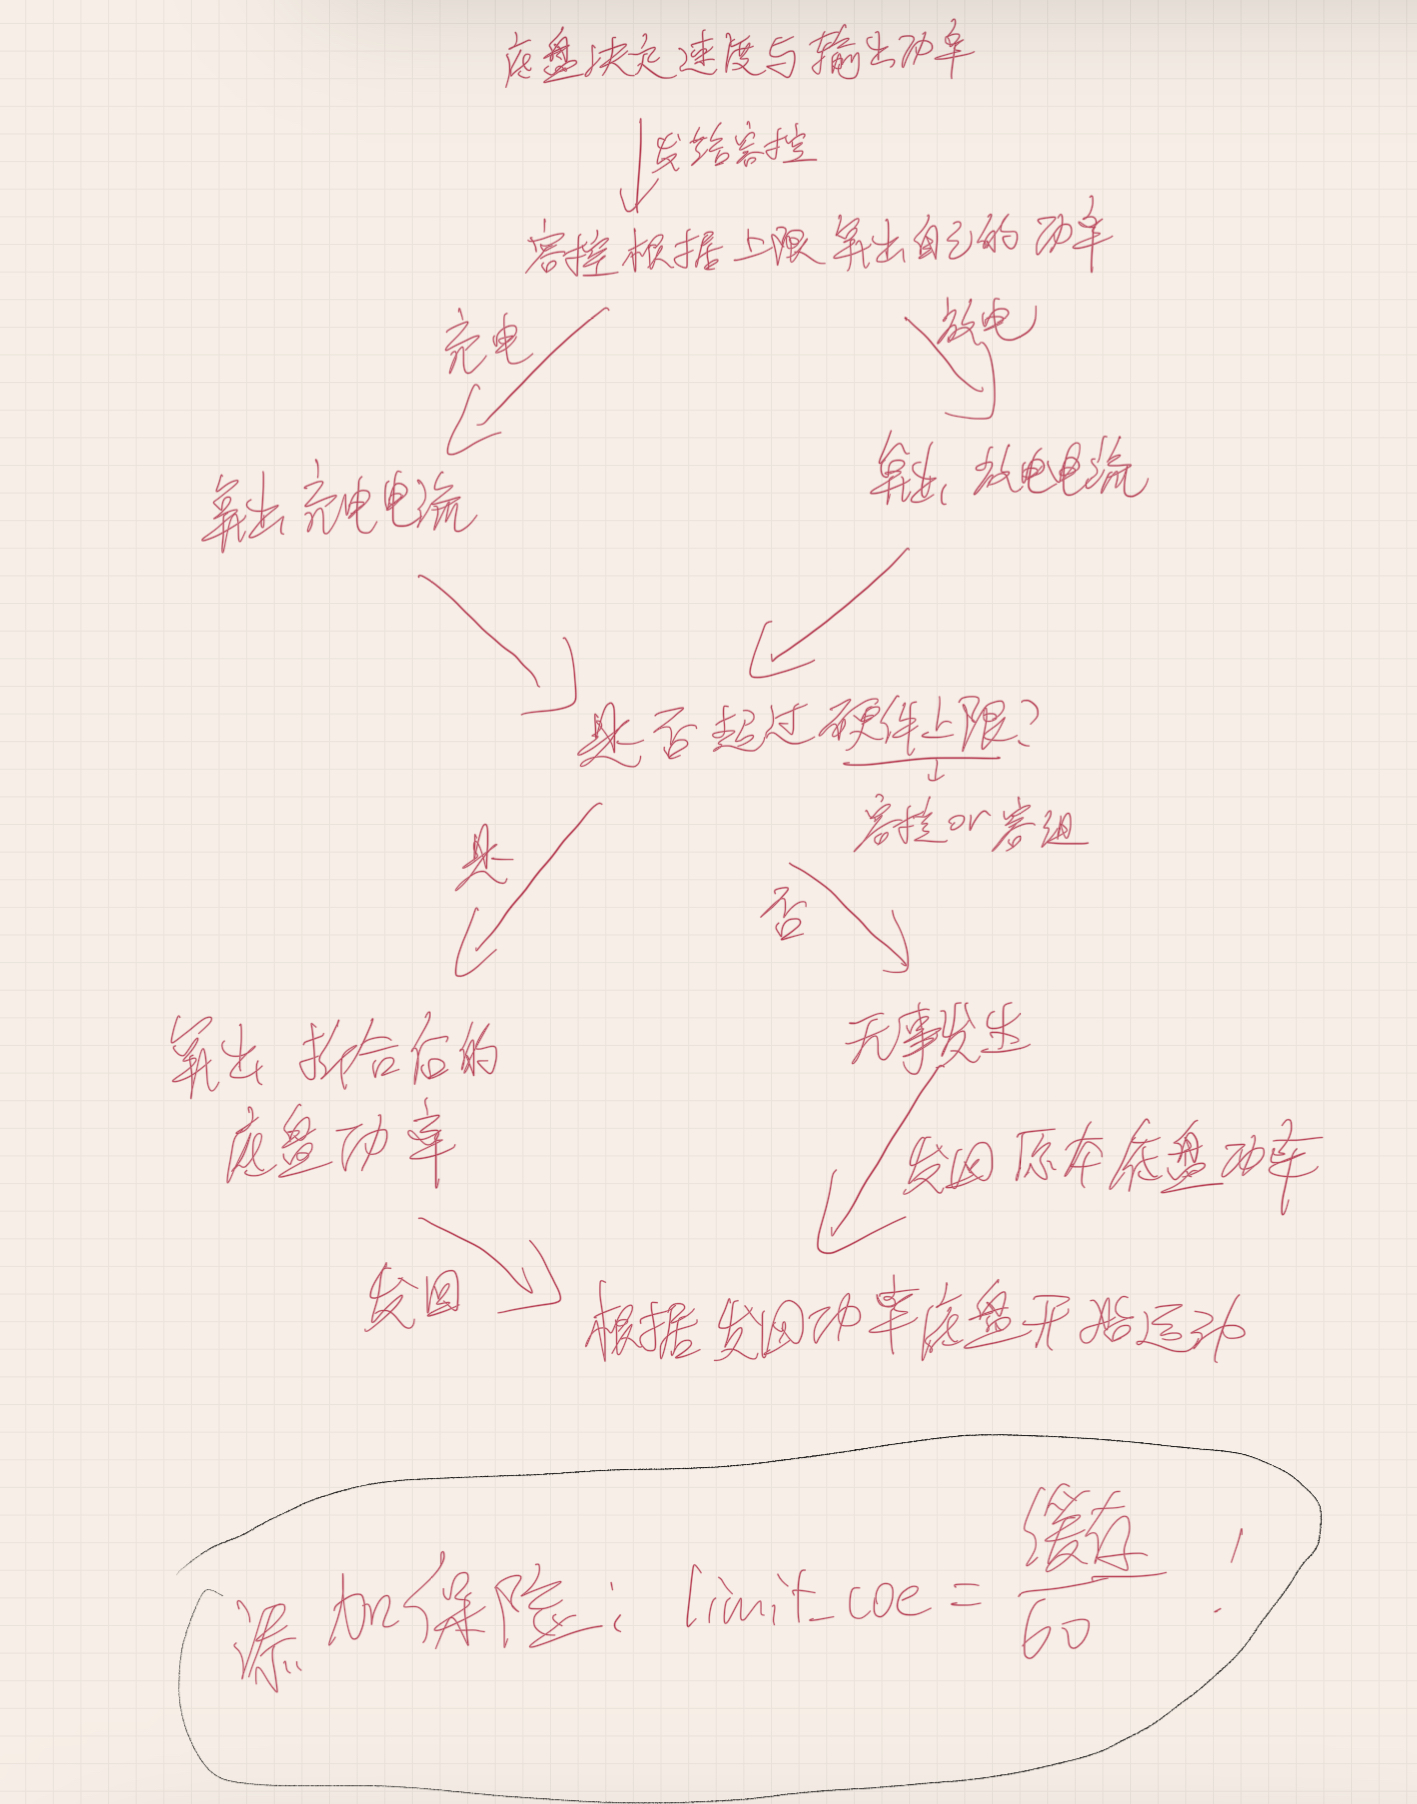 底盘决定速度与输出功率
发给容控
容控根据上限算出自己的功率
充电
放电
算出充电电流
算出放电电流
是否超过硬件上限?
容控or容组
是
否
算出拟合后的
底盘功率
无事发生
发回原本底盘功率
发回
根据发回功率底盘开始运动
添加保险: limit_coe = 缓存/60 !